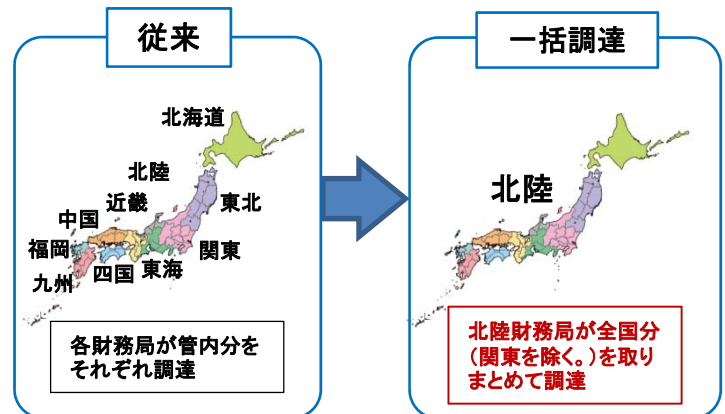 従来
北海道
北陸
近畿
東北
中国
福岡
関東
東海
四国
九州
各財務局が管内分を
それぞれ調達
一括調達
北陸
北陸財務局が全国分
(関東を除く。)を取り
まとめて調達